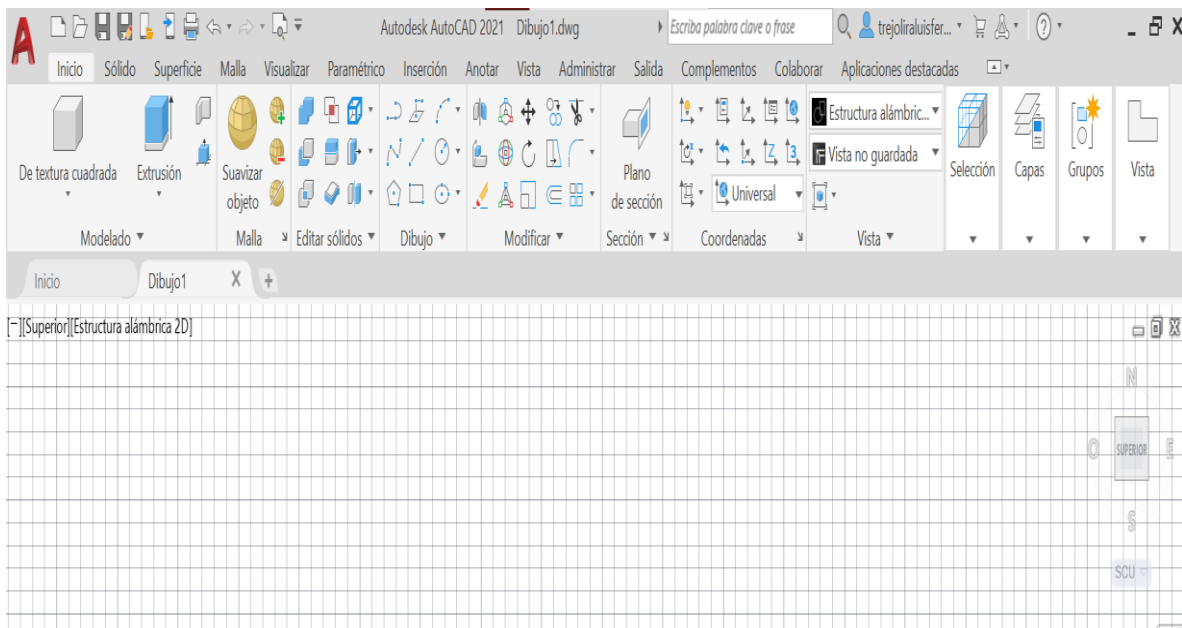 Autodesk AutoCAD 2021 Dibujo1.dwg Escriba palabra clave o frase trejoliraluisfer...
Inicio Sólido Superficie Malla Visualizar Paramétrico Inserción Anotar Vista Administrar Salida Complementos Colaborar Aplicaciones destacadas
De textura cuadrada Extrusión Suavizar objeto Plano de sección Universal Estructura alámbric... Vista no guardada Selección Capas Grupos Vista
Modelado Malla Editar sólidos Dibujo Modificar Sección Coordenadas Vista
Inicio Dibujo1 X +
[−][Superior][Estructura alámbrica 2D]
N
O SUPERIOR E
S
SCU